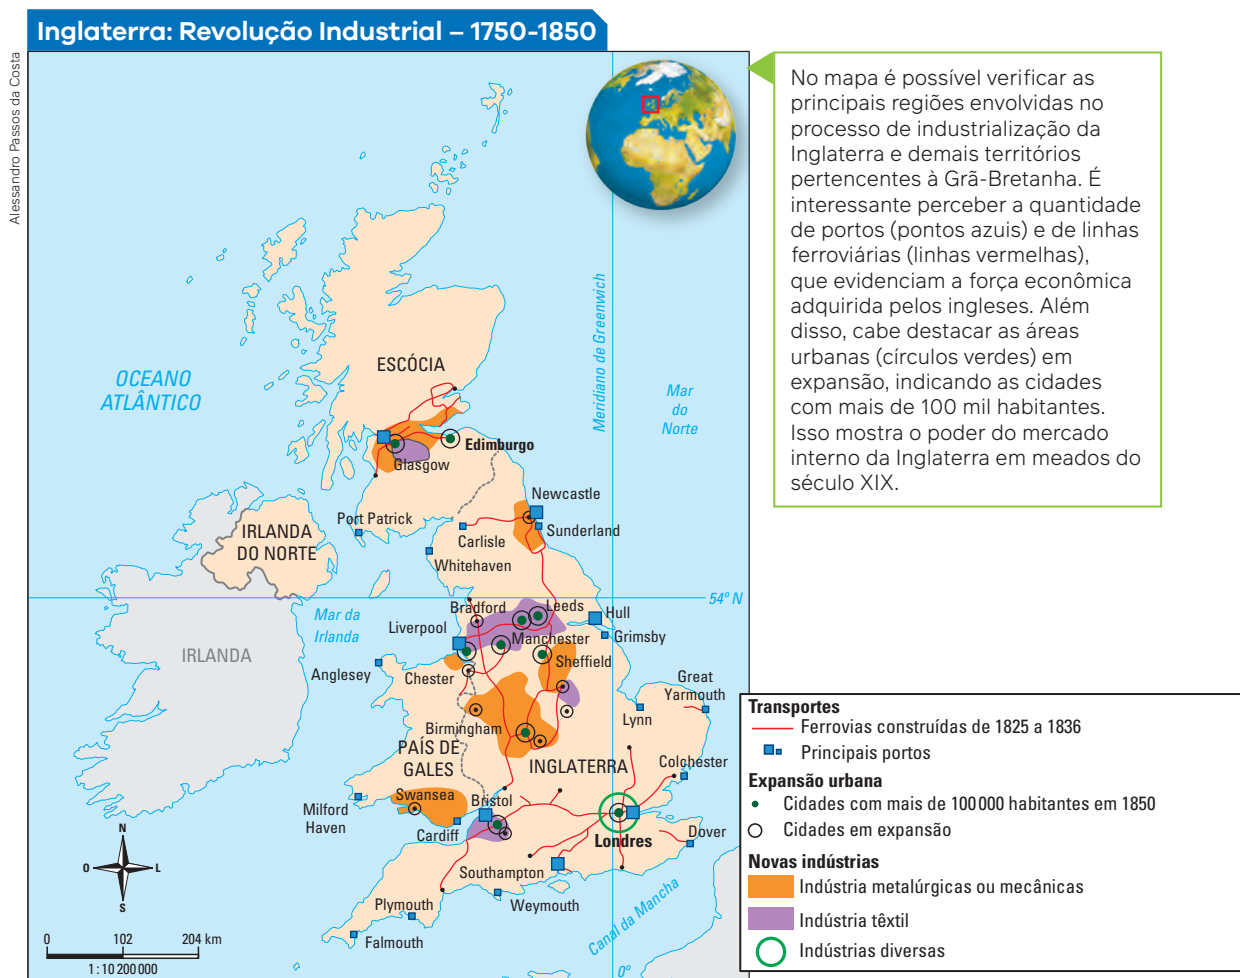 Inglaterra: Revolução Industrial – 1750-1850
Alessandro Passos da Costa
No mapa é possível verificar as
principais regiões envolvidas no
processo de industrialização da
Inglaterra e demais territórios
pertencentes à Grã-Bretanha. É
interessante perceber a quantidade
de portos (pontos azuis) e de linhas
ferroviárias (linhas vermelhas),
que evidenciam a força econômica
adquirida pelos ingleses. Além
disso, cabe destacar as áreas
urbanas (círculos verdes) em
expansão, indicando as cidades
com mais de 100 mil habitantes.
Isso mostra o poder do mercado
interno da Inglaterra em meados do
século XIX.
OCEANO
ATLÂNTICO
ESCÓCIA
Meridiano de Greenwich
Mar
do
Norte
Edimburgo
Glasgow
Newcastle
Port Patrick
Sunderland
Carlisle
IRLANDA
DO NORTE
Whitehaven
54º N
Mar da
Irlanda
Bradford
Leeds
Hull
Liverpool
Manchester
Grimsby
IRLANDA
Anglesey
Chester
Sheffield
Great
Yarmouth
Lynn
Birmingham
PAÍS DE
GALES
INGLATERRA
Colchester
Swansea
Bristol
Milford
Haven
Cardiff
Londres
Dover
Southampton
Plymouth
Weymouth
Falmouth
Canal da Mancha
0º
N
O
L
S
0 102 204 km
1 : 10 200 000
Transportes
Ferrovias construídas de 1825 a 1836
Principais portos
Expansão urbana
Cidades com mais de 100 000 habitantes em 1850
Cidades em expansão
Novas indústrias
Indústria metalúrgicas ou mecânicas
Indústria têxtil
Indústrias diversas